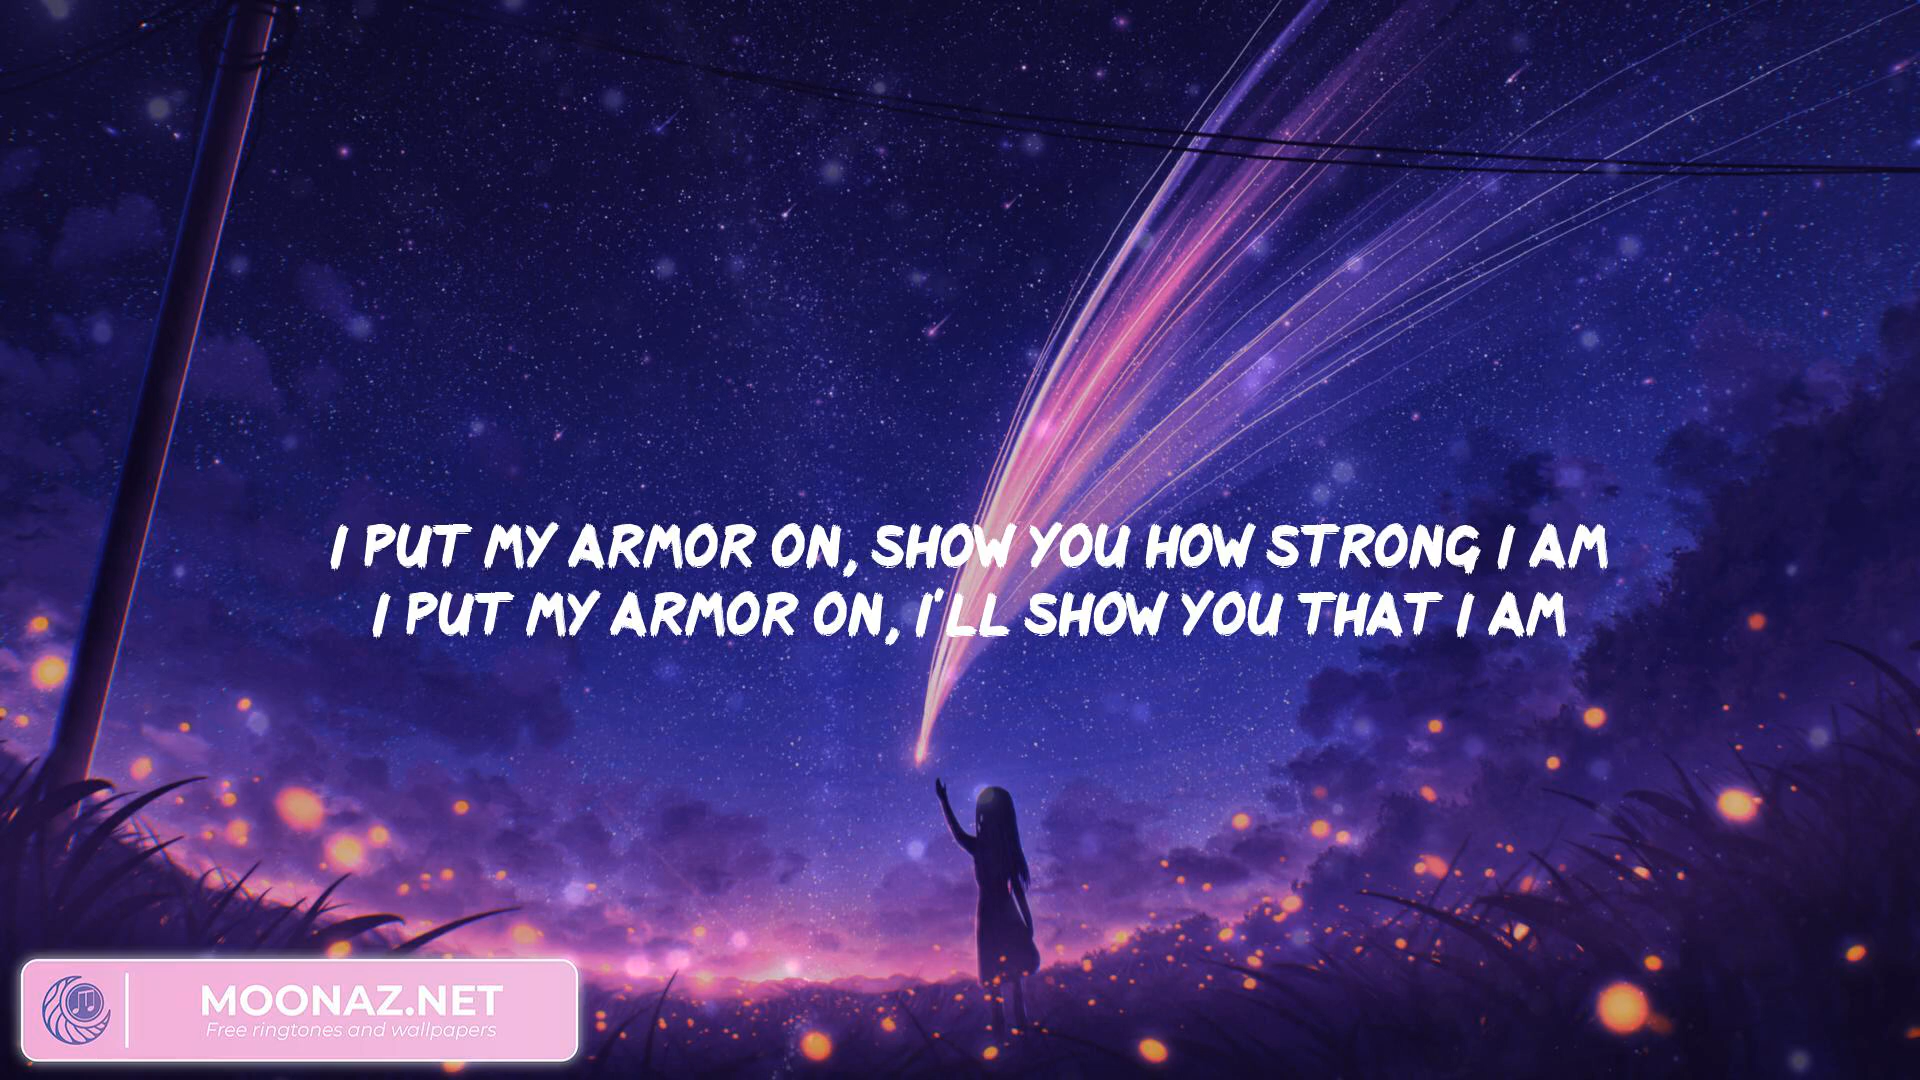 I PUT MY ARMOR ON, SHOW YOU HOW STRONG I AM
I PUT MY ARMOR ON, I'LL SHOW YOU THAT I AM
MOONAZ.NET
Free ringtones and wallpapers